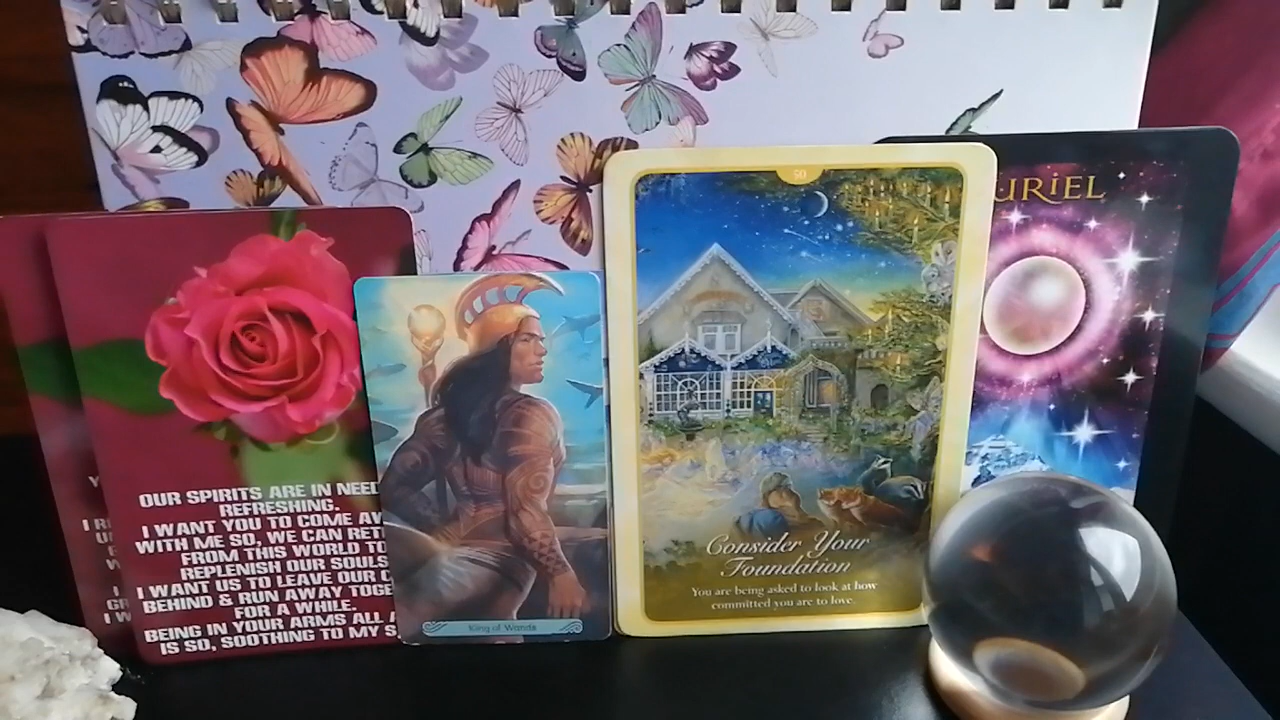 OUR SPIRITS ARE IN NEED
REFRESHING.
I WANT YOU TO COME AW
WITH ME SO, WE CAN RET
FROM THIS WORLD TO
REPLENISH OUR SOULS
I WANT US TO LEAVE OUR C
BEHIND & RUN AWAY TOGE
FOR A WHILE.
BEING IN YOUR ARMS ALL
IS SO, SOOTHING TO MY S
King of Wands
50
Consider Your
Foundation
You are being asked to look at how
committed you are to love.
URIEL